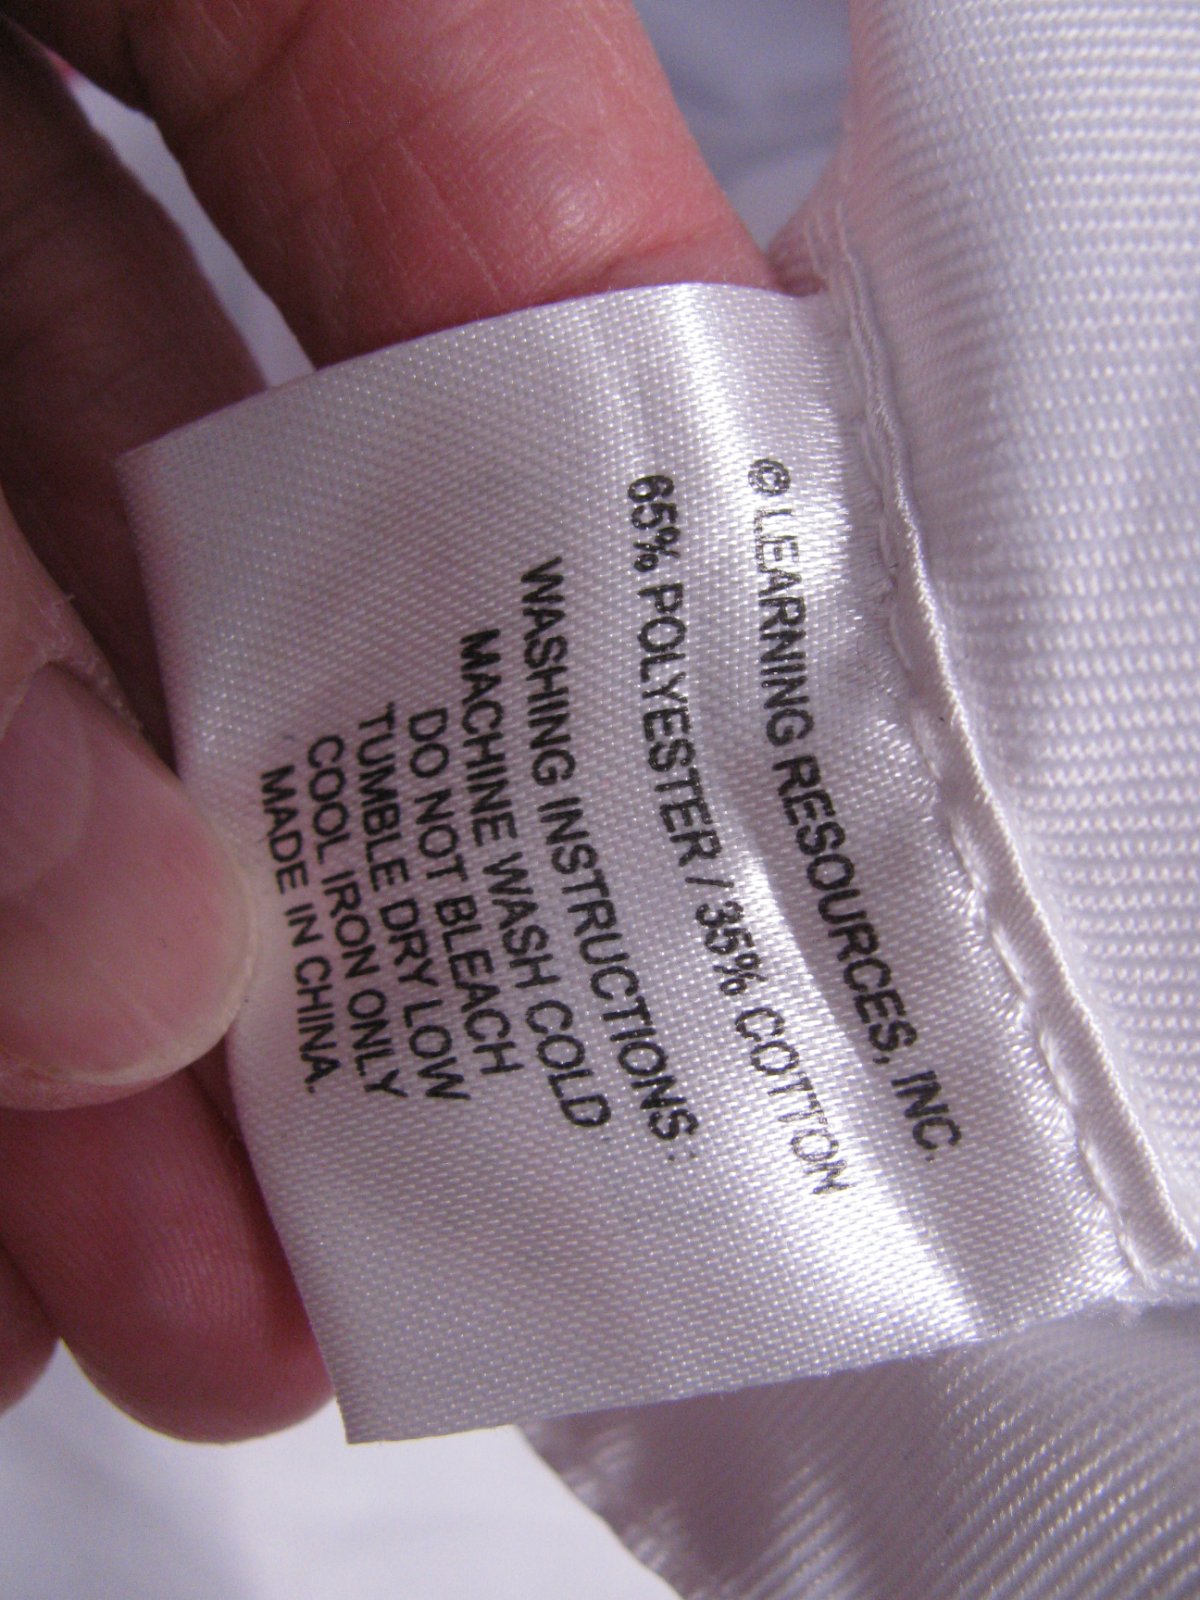 © LEARNING RESOURCES, INC.
65% POLYESTER / 35% COTTON
WASHING INSTRUCTIONS:
MACHINE WASH COLD
DO NOT BLEACH
TUMBLE DRY LOW
COOL IRON ONLY
MADE IN CHINA.